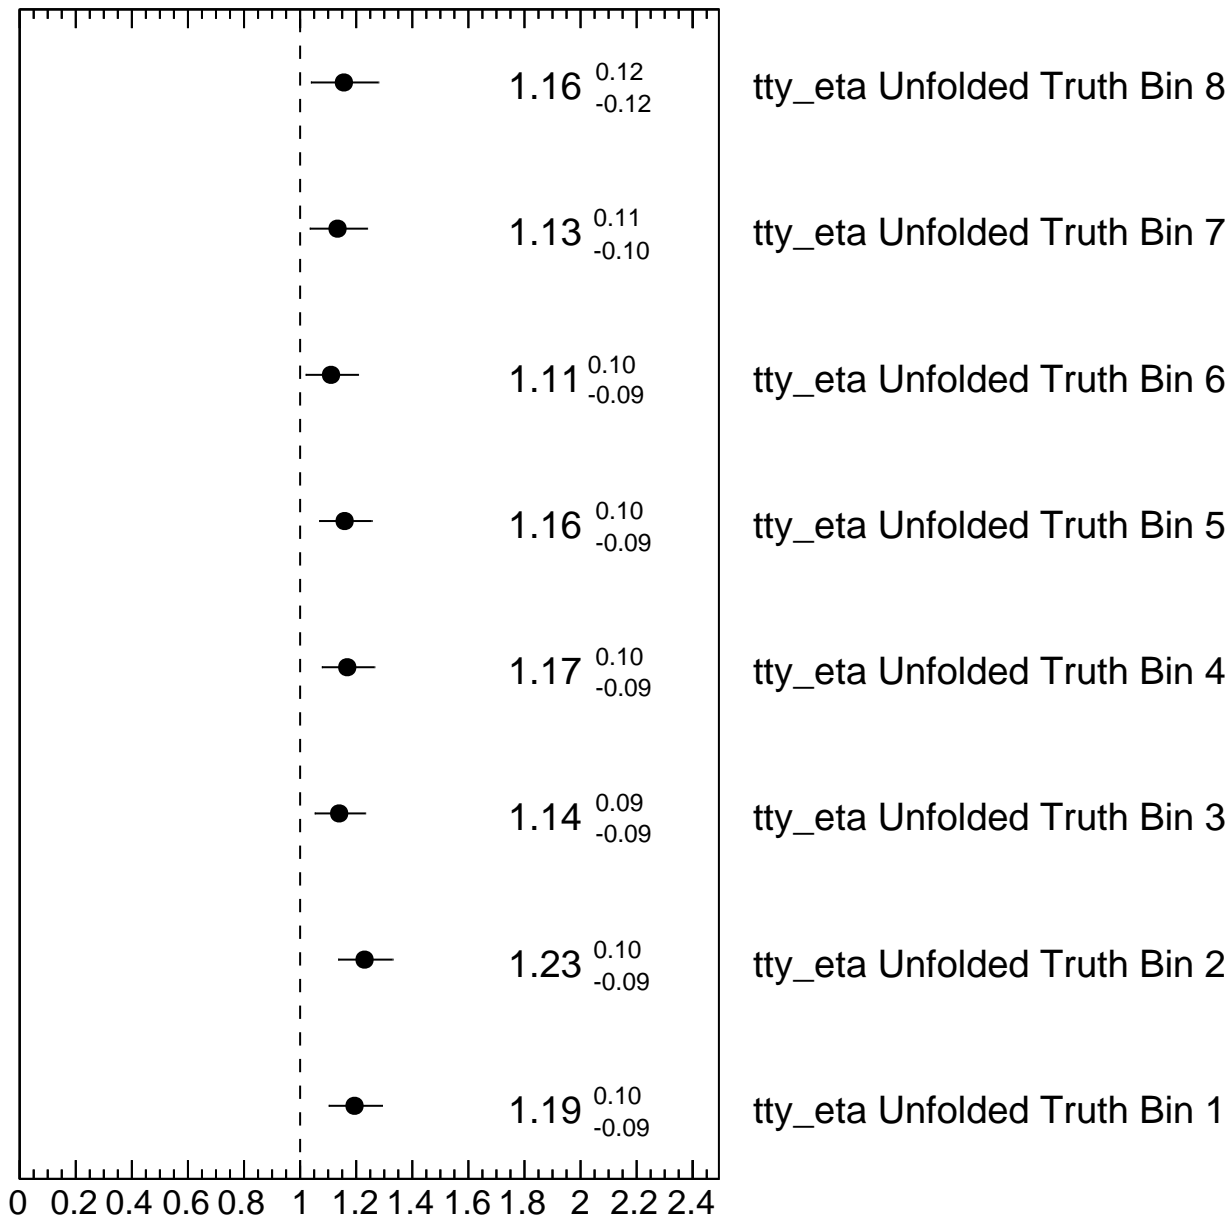 1.16 0.12 -0.12 tty_eta Unfolded Truth Bin 8
1.13 0.11 -0.10 tty_eta Unfolded Truth Bin 7
1.11 0.10 -0.09 tty_eta Unfolded Truth Bin 6
1.16 0.10 -0.09 tty_eta Unfolded Truth Bin 5
1.17 0.10 -0.09 tty_eta Unfolded Truth Bin 4
1.14 0.09 -0.09 tty_eta Unfolded Truth Bin 3
1.23 0.10 -0.09 tty_eta Unfolded Truth Bin 2
1.19 0.10 -0.09 tty_eta Unfolded Truth Bin 1
0 0.2 0.4 0.6 0.8 1 1.2 1.4 1.6 1.8 2 2.2 2.4